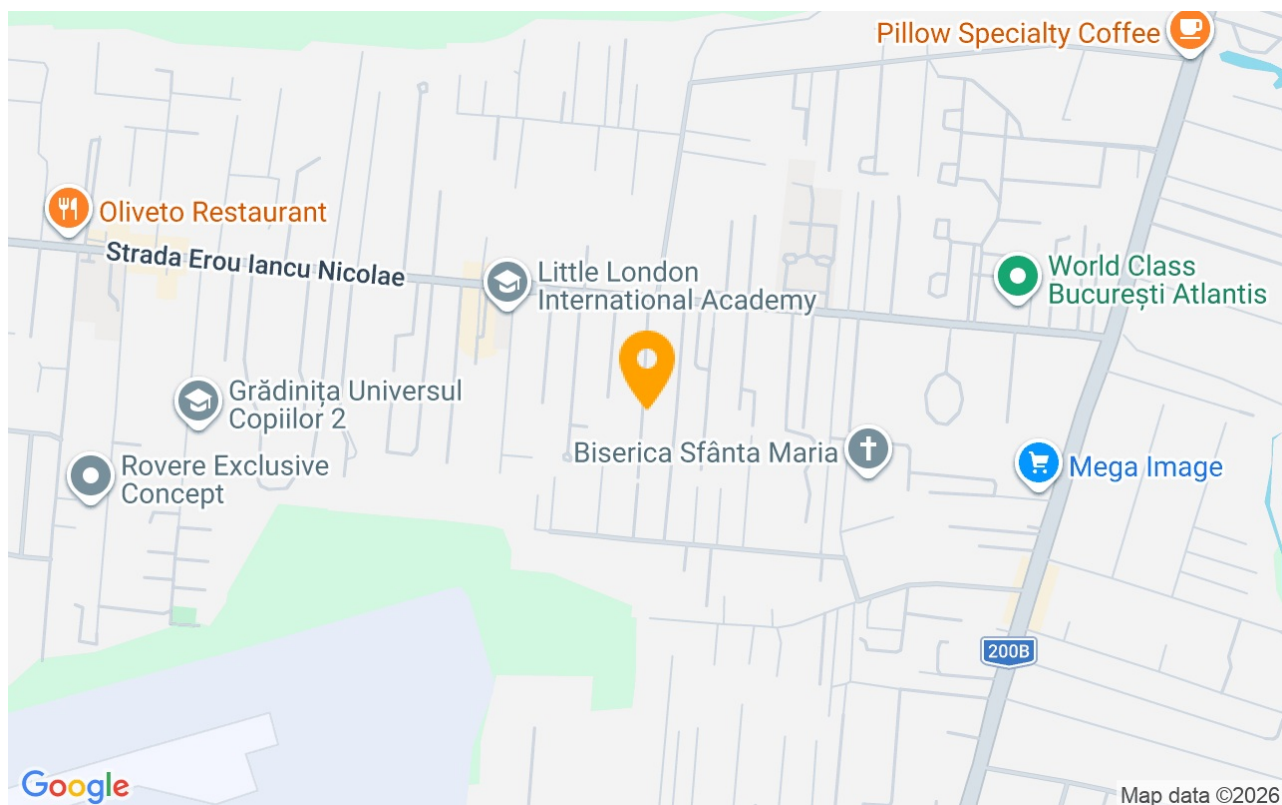 Pillow Specialty Coffee
Oliveto Restaurant
Strada Erou Iancu Nicolae
Little London
International Academy
World Class
București Atlantis
Grădinița Universul
Copiilor 2
Biserica Sfânta Maria
Rovere Exclusive
Concept
Mega Image
200B
Google
Map data ©2026